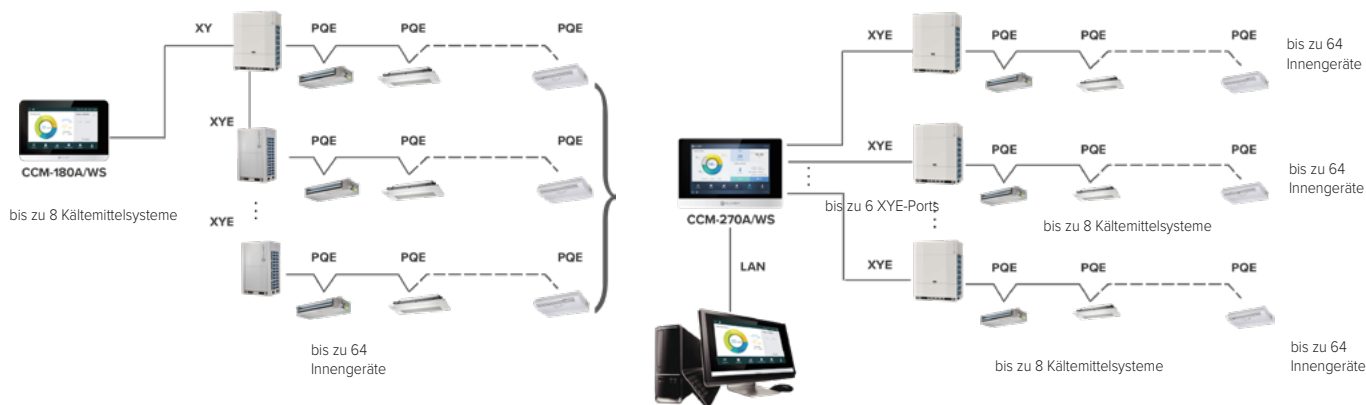 XY
PQE
PQE
PQE
CCM-180A/WS
bis zu 8 Kältemittelsysteme
XYE
PQE
PQE
PQE
XYE
PQE
PQE
PQE
bis zu 64
Innengeräte
XYE
PQE
PQE
PQE
bis zu 64
Innengeräte
XYE
PQE
PQE
PQE
bis zu 64
Innengeräte
CCM-270A/WS
bis zu 6 XYE-Ports
bis zu 8 Kältemittelsysteme
LAN
XYE
PQE
PQE
PQE
bis zu 8 Kältemittelsysteme
bis zu 64
Innengeräte